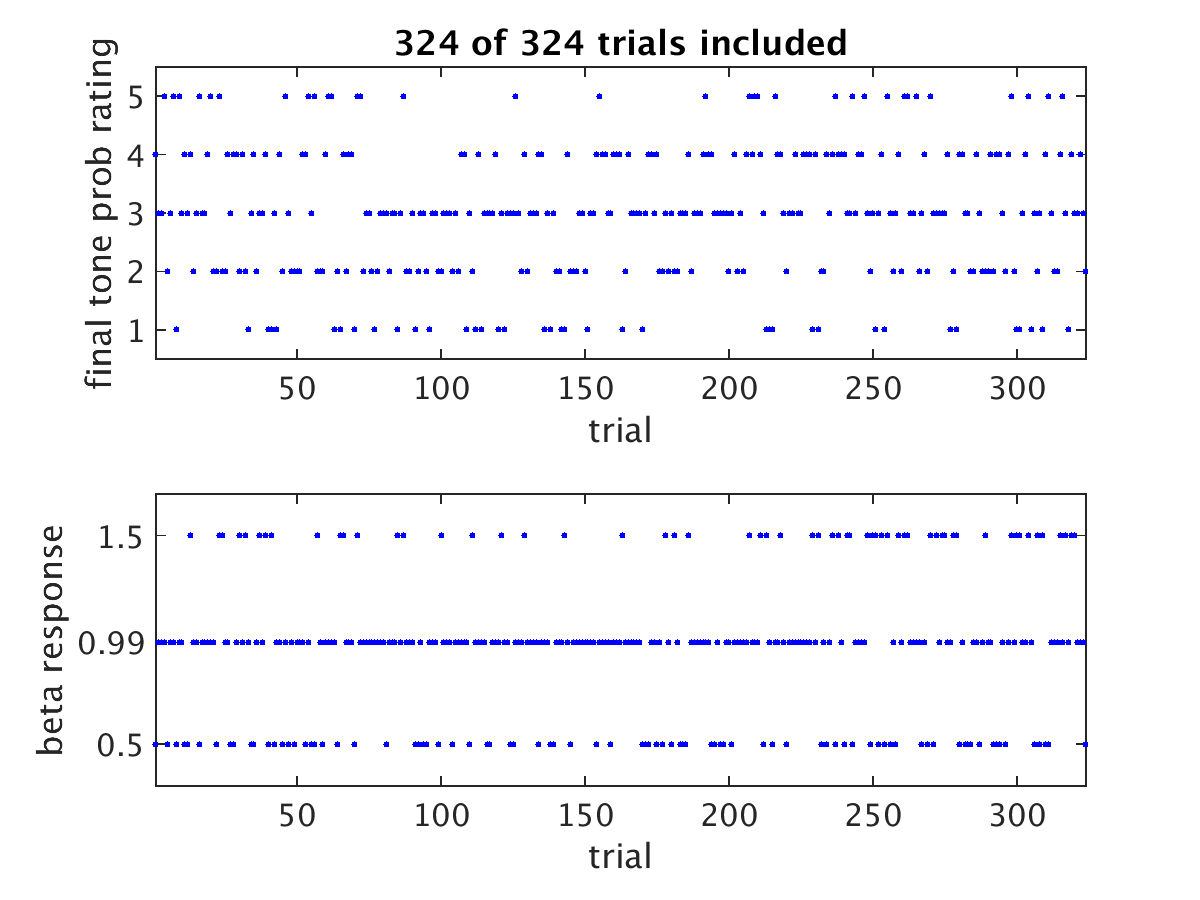 324 of 324 trials included
final tone prob rating
5
4
3
2
1
50 100 150 200 250 300
trial
beta response
1.5
0.99
0.5
50 100 150 200 250 300
trial